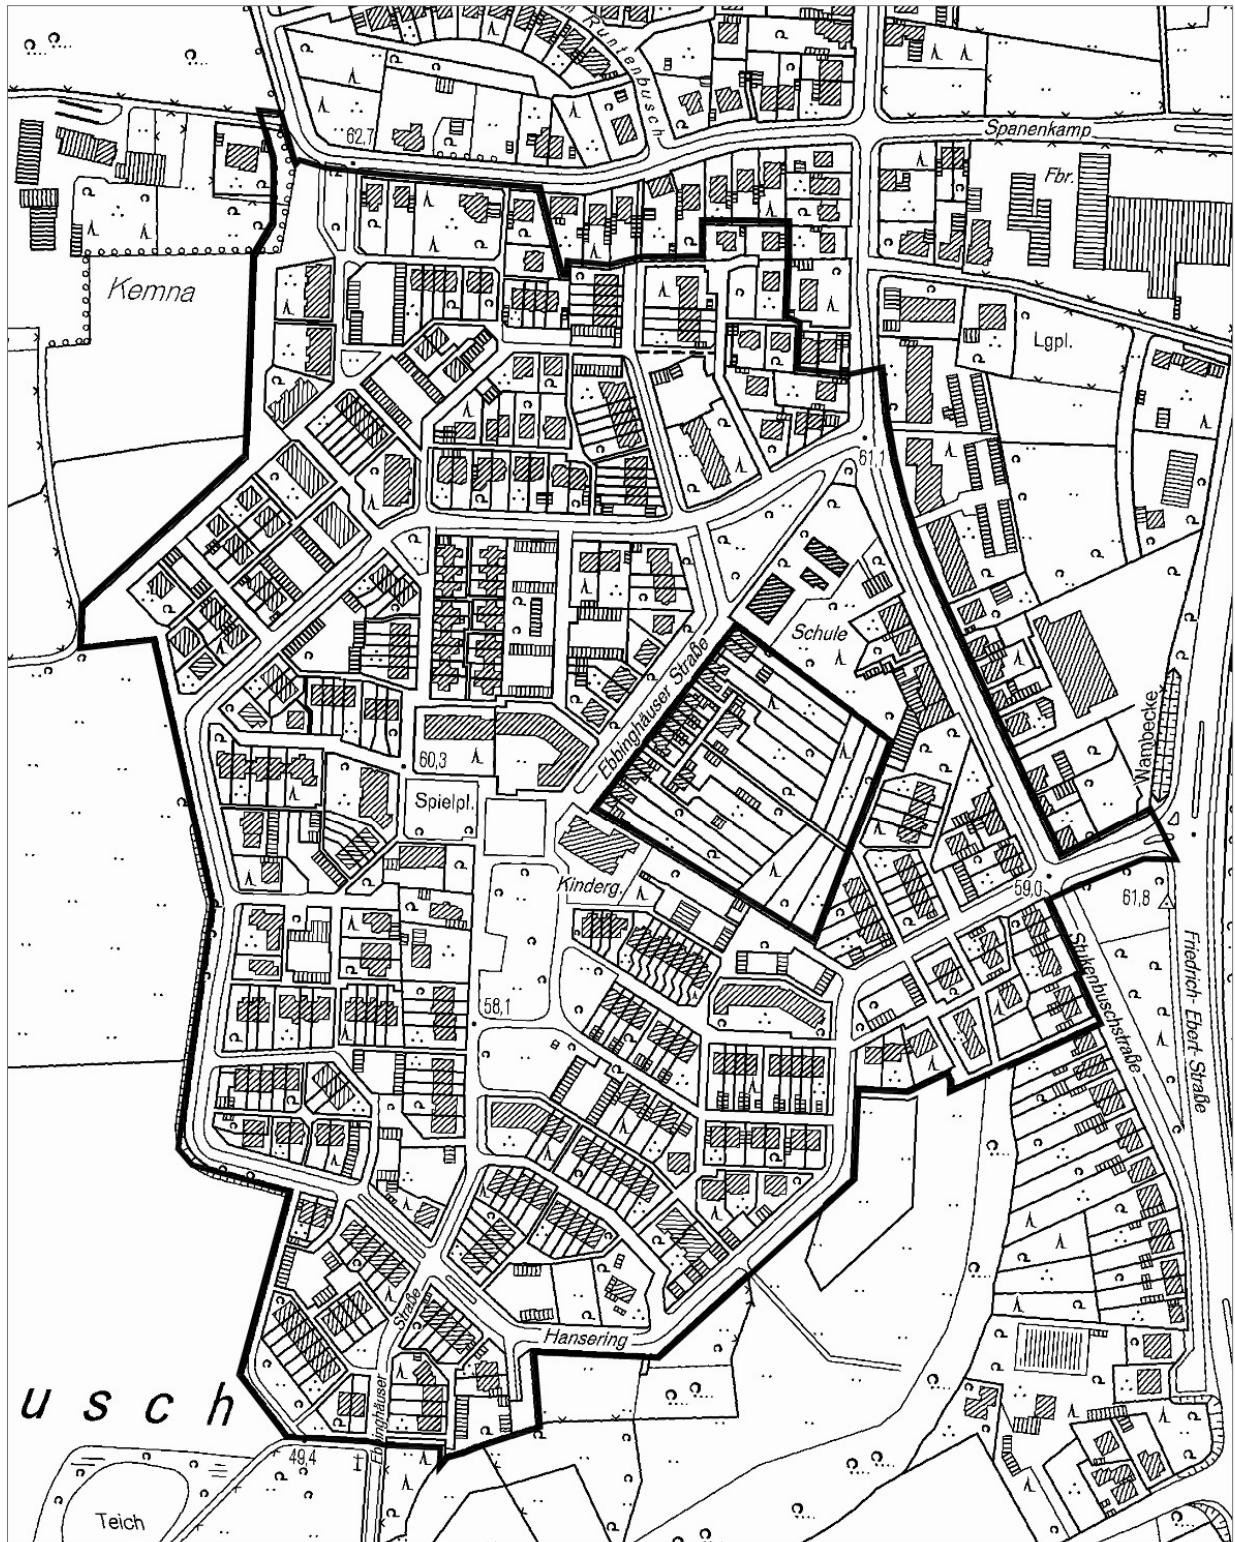 Runtenbusch
62,7
Spanenkamp
Fbr.
Kemna
Lgpl.
61,1
Schule
Ebbinghäuser Straße
Wambecke
60,3
Spielpl.
Kinderg.
59,0
61,8
58,1
Stukenbuschstraße
Friedrich-Ebert-Straße
Straße
Hansering
usch
Ebbinghäuser
49,4
Teich